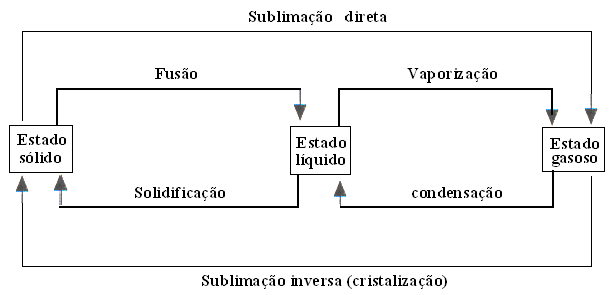 Sublimação direta
Fusão
Vaporização
Estado
sólido
Estado
líquido
Estado
gasoso
Solidificação
condensação
Sublimação inversa (cristalização)